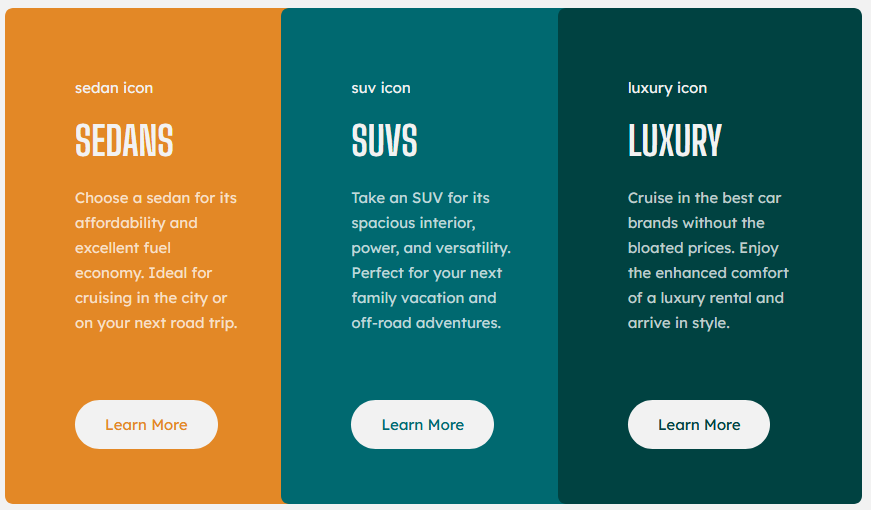 sedan icon
SEDANS
Choose a sedan for its
affordability and
excellent fuel
economy. Ideal for
cruising in the city or
on your next road trip.
Learn More
suv icon
SUVS
Take an SUV for its
spacious interior,
power, and versatility.
Perfect for your next
family vacation and
off-road adventures.
Learn More
luxury icon
LUXURY
Cruise in the best car
brands without the
bloated prices. Enjoy
the enhanced comfort
of a luxury rental and
arrive in style.
Learn More